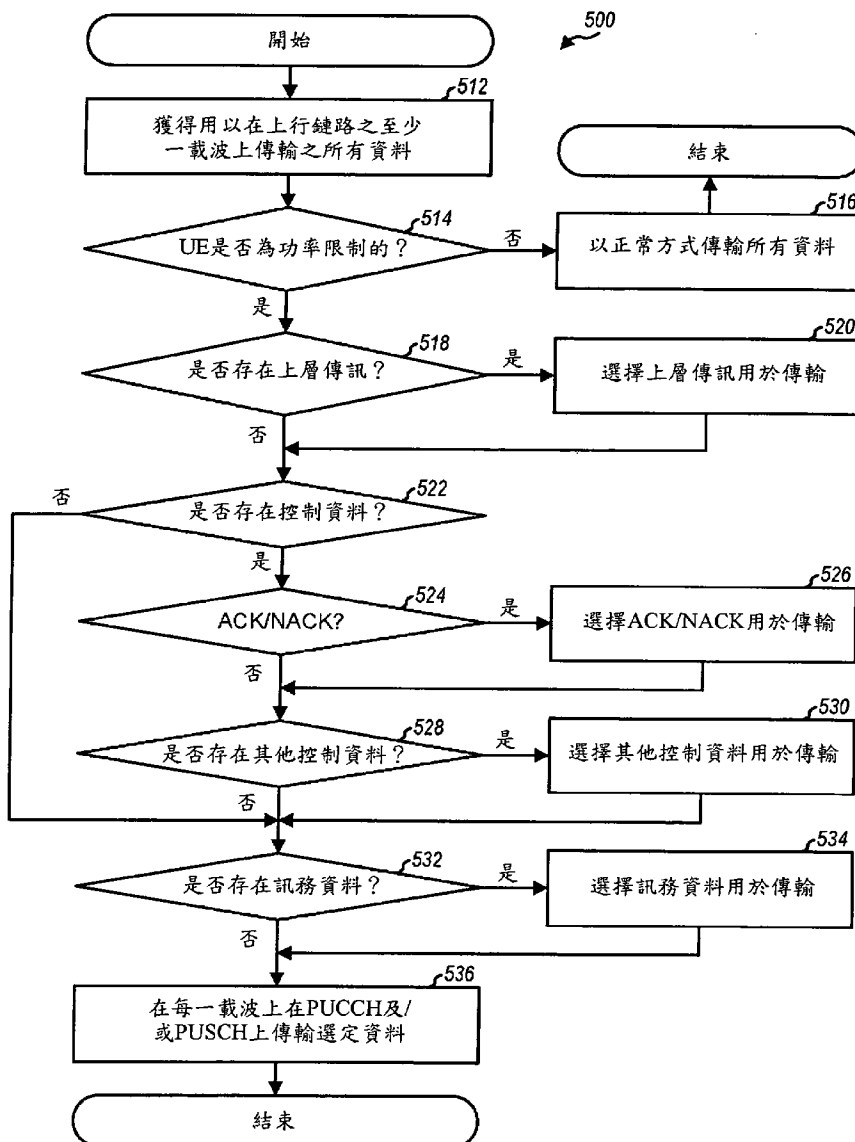 500
開始
512
獲得用以在上行鏈路之至少
一載波上傳輸之所有資料
結束
514
UE是否為功率限制的？
否
516
以正常方式傳輸所有資料
是
518
是否存在上層傳訊？
是
520
選擇上層傳訊用於傳輸
否
否
522
是否存在控制資料？
是
524
ACK/NACK?
是
526
選擇ACK/NACK用於傳輸
否
528
是否存在其他控制資料？
是
530
選擇其他控制資料用於傳輸
否
532
是否存在訊務資料？
是
534
選擇訊務資料用於傳輸
否
536
在每一載波上在PUCCH及/
或PUSCH上傳輸選定資料
結束